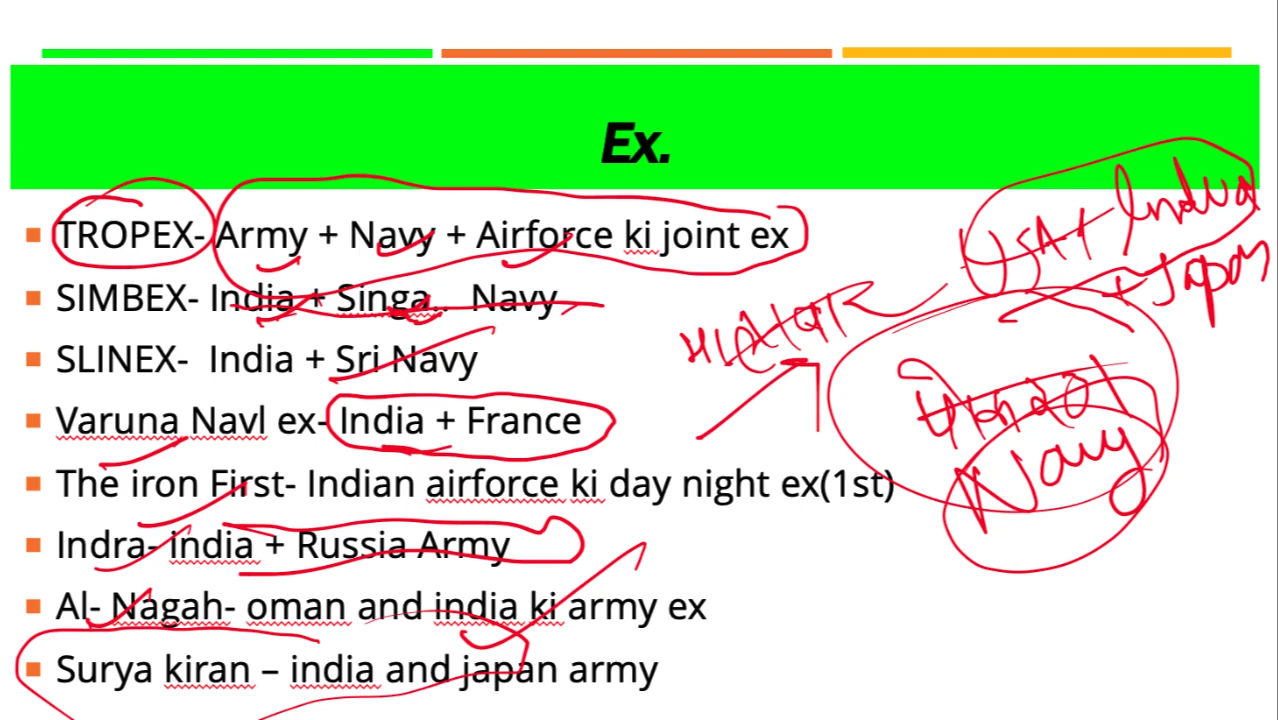 Ex.
TROPEX- Army + Navy + Airforce ki joint ex
SIMBEX- India + Singa.. Navy
SLINEX- India + Sri Navy
Varuna Navl ex- India + France
The iron First- Indian airforce ki day night ex(1st)
Indra- india + Russia Army
Al- Nagah- oman and india ki army ex
Surya kiran – india and japan army
USA + India
+ Japan
Navy